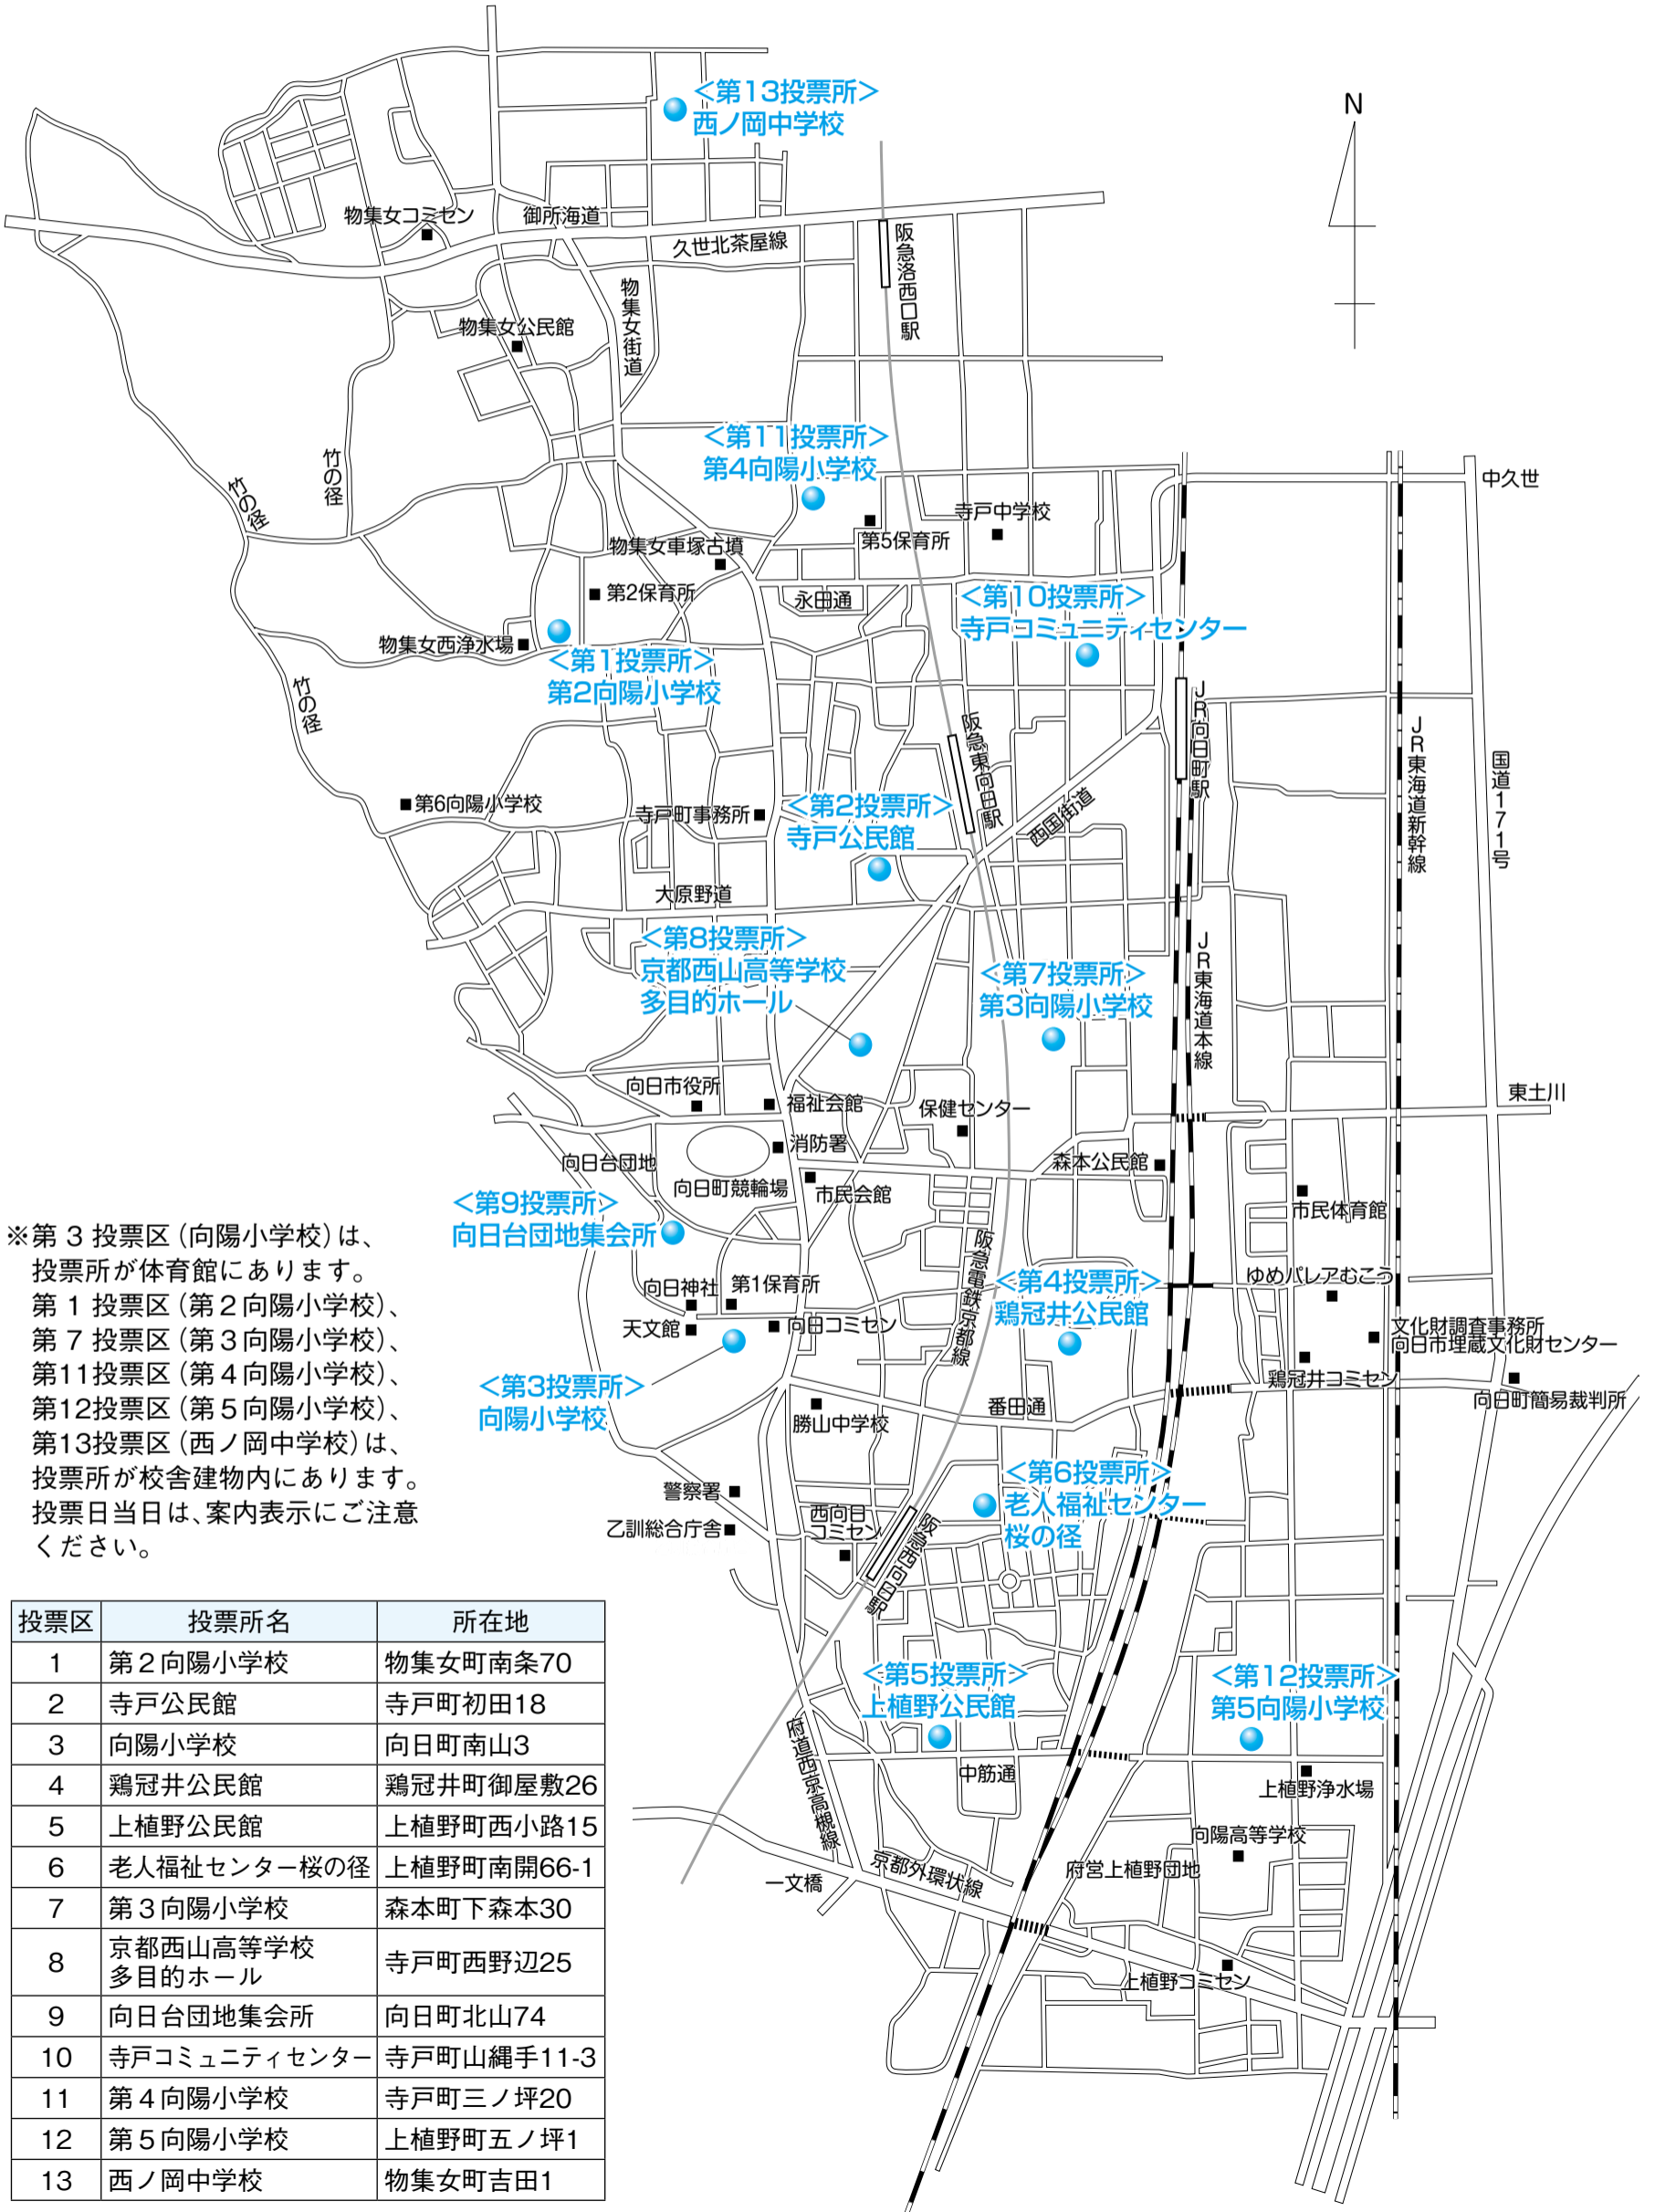 <第13投票所>
西ノ岡中学校
N
物集女コミセン
御所海道
久世北茶屋線
阪急洛西口駅
物集女街道
物集女公民館
<第11投票所>
第4向陽小学校
竹の径
竹の径
中久世
寺戸中学校
第5保育所
物集女車塚古墳
第2保育所
永田通
<第10投票所>
寺戸コミュニティセンター
物集女西浄水場
<第1投票所>
第2向陽小学校
竹の径
JR向日町駅
阪急東向日駅
JR東海道新幹線
国道171号
第6向陽小学校
寺戸町事務所
<第2投票所>
寺戸公民館
西国街道
大原野道
<第8投票所>
京都西山高等学校
多目的ホール
<第7投票所>
第3向陽小学校
JR東海道本線
向日市役所
福祉会館
保健センター
東土川
消防署
向日台団地
森本公民館
向日町競輪場
市民会館
市民体育館
<第9投票所>
向日台団地集会所
阪急電鉄京都線
向日神社
第1保育所
<第4投票所>
鶏冠井公民館
ゆめパレアむこう
天文館
向日コミセン
文化財調査事務所
向日市埋蔵文化財センター
鶏冠井コミセン
<第3投票所>
向陽小学校
向日町簡易裁判所
番田通
勝山中学校
<第6投票所>
老人福祉センター
桜の径
警察署
乙訓総合庁舎
西向日
コミセン
阪急西向日駅
<第5投票所>
上植野公民館
<第12投票所>
第5向陽小学校
府道西京高槻線
中筋通
上植野浄水場
向陽高等学校
府営上植野団地
一文橋
京都外環状線
上植野コミセン
※第3投票区(向陽小学校)は、
投票所が体育館にあります。
第1投票区(第2向陽小学校)、
第7投票区(第3向陽小学校)、
第11投票区(第4向陽小学校)、
第12投票区(第5向陽小学校)、
第13投票区(西ノ岡中学校)は、
投票所が校舎建物内にあります。
投票日当日は、案内表示にご注意
ください。
投票区 投票所名 所在地
1 第2向陽小学校 物集女町南条70
2 寺戸公民館 寺戸町初田18
3 向陽小学校 向日町南山3
4 鶏冠井公民館 鶏冠井町御屋敷26
5 上植野公民館 上植野町西小路15
6 老人福祉センター桜の径 上植野町南開66-1
7 第3向陽小学校 森本町下森本30
8 京都西山高等学校
多目的ホール 寺戸町西野辺25
9 向日台団地集会所 向日町北山74
10 寺戸コミュニティセンター 寺戸町山縄手11-3
11 第4向陽小学校 寺戸町三ノ坪20
12 第5向陽小学校 上植野町五ノ坪1
13 西ノ岡中学校 物集女町吉田1